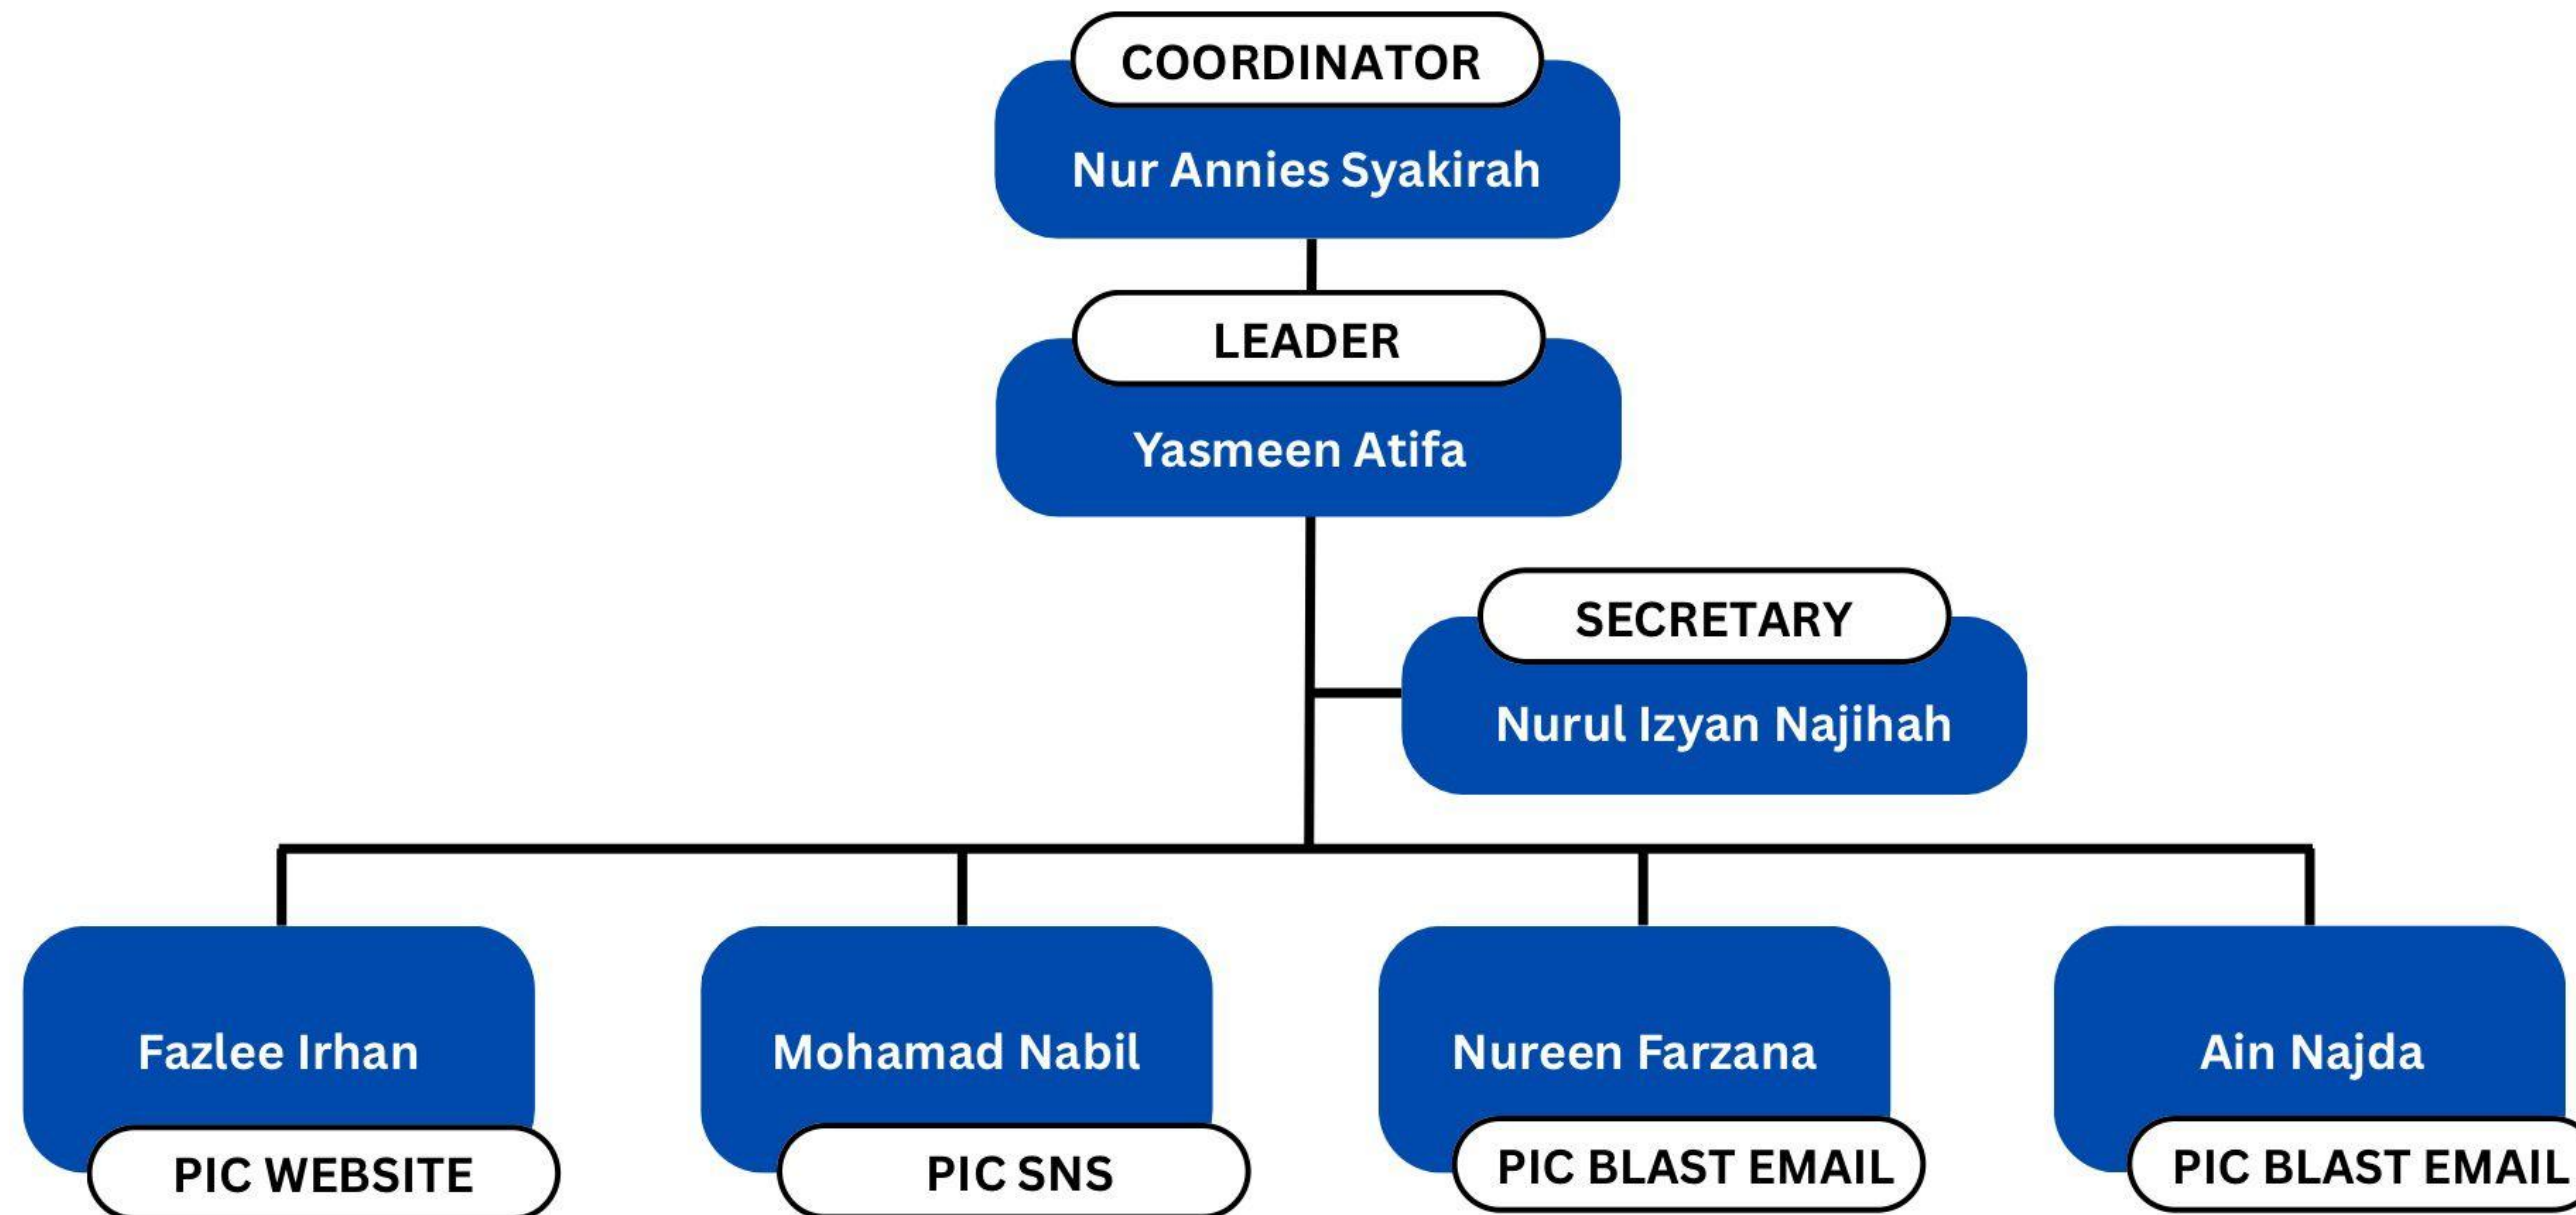 COORDINATOR
Nur Annies Syakirah
LEADER
Yasmeen Atifa
SECRETARY
Nurul Izyan Najihah
Fazlee Irhan
PIC WEBSITE
Mohamad Nabil
PIC SNS
Nureen Farzana
PIC BLAST EMAIL
Ain Najda
PIC BLAST EMAIL